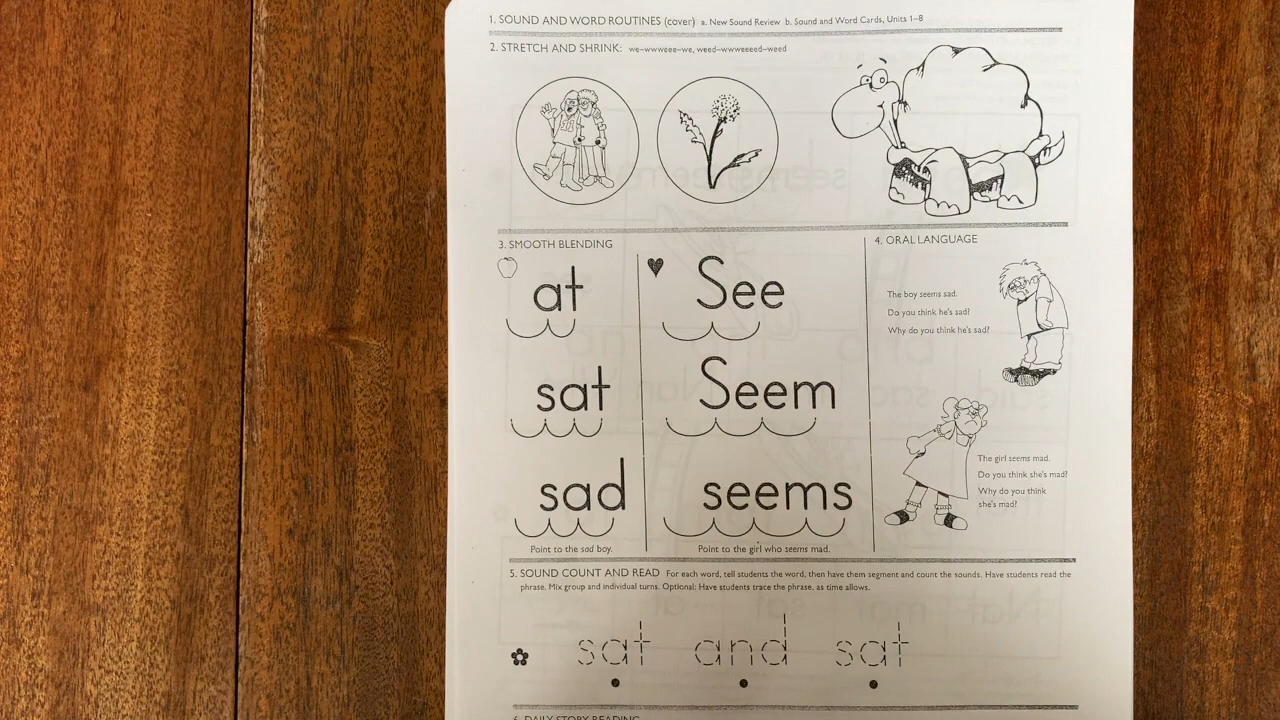 1. SOUND AND WORD ROUTINES (cover) a. New Sound Review b. Sound and Word Cards, Units 1–8
2. STRETCH AND SHRINK: we–wwweee–we, weed–wwweeeed–weed
3. SMOOTH BLENDING
at
sat
sad
Point to the sad boy.
See
Seem
seems
Point to the girl who seems mad.
4. ORAL LANGUAGE
The boy seems sad.
Do you think he's sad?
Why do you think he's sad?
The girl seems mad.
Do you think she's mad?
Why do you think
she's mad?
5. SOUND COUNT AND READ For each word, tell students the word, then have them segment and count the sounds. Have students read the
phrase. Mix group and individual turns. Optional: Have students trace the phrase, as time allows.
sat and sat
6. DAILY STORY READING